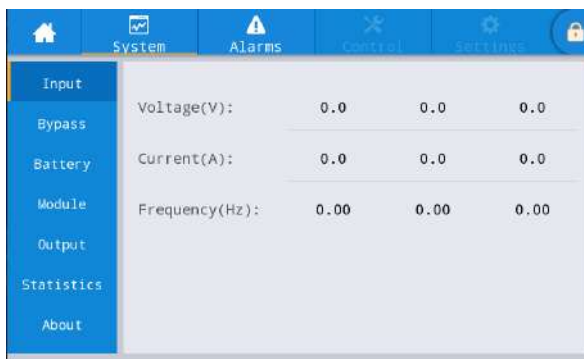 System Alarms Control Settings
Input
Bypass
Battery
Module
Output
Statistics
About
Voltage(V): 0.0 0.0 0.0
Current(A): 0.0 0.0 0.0
Frequency(Hz): 0.00 0.00 0.00